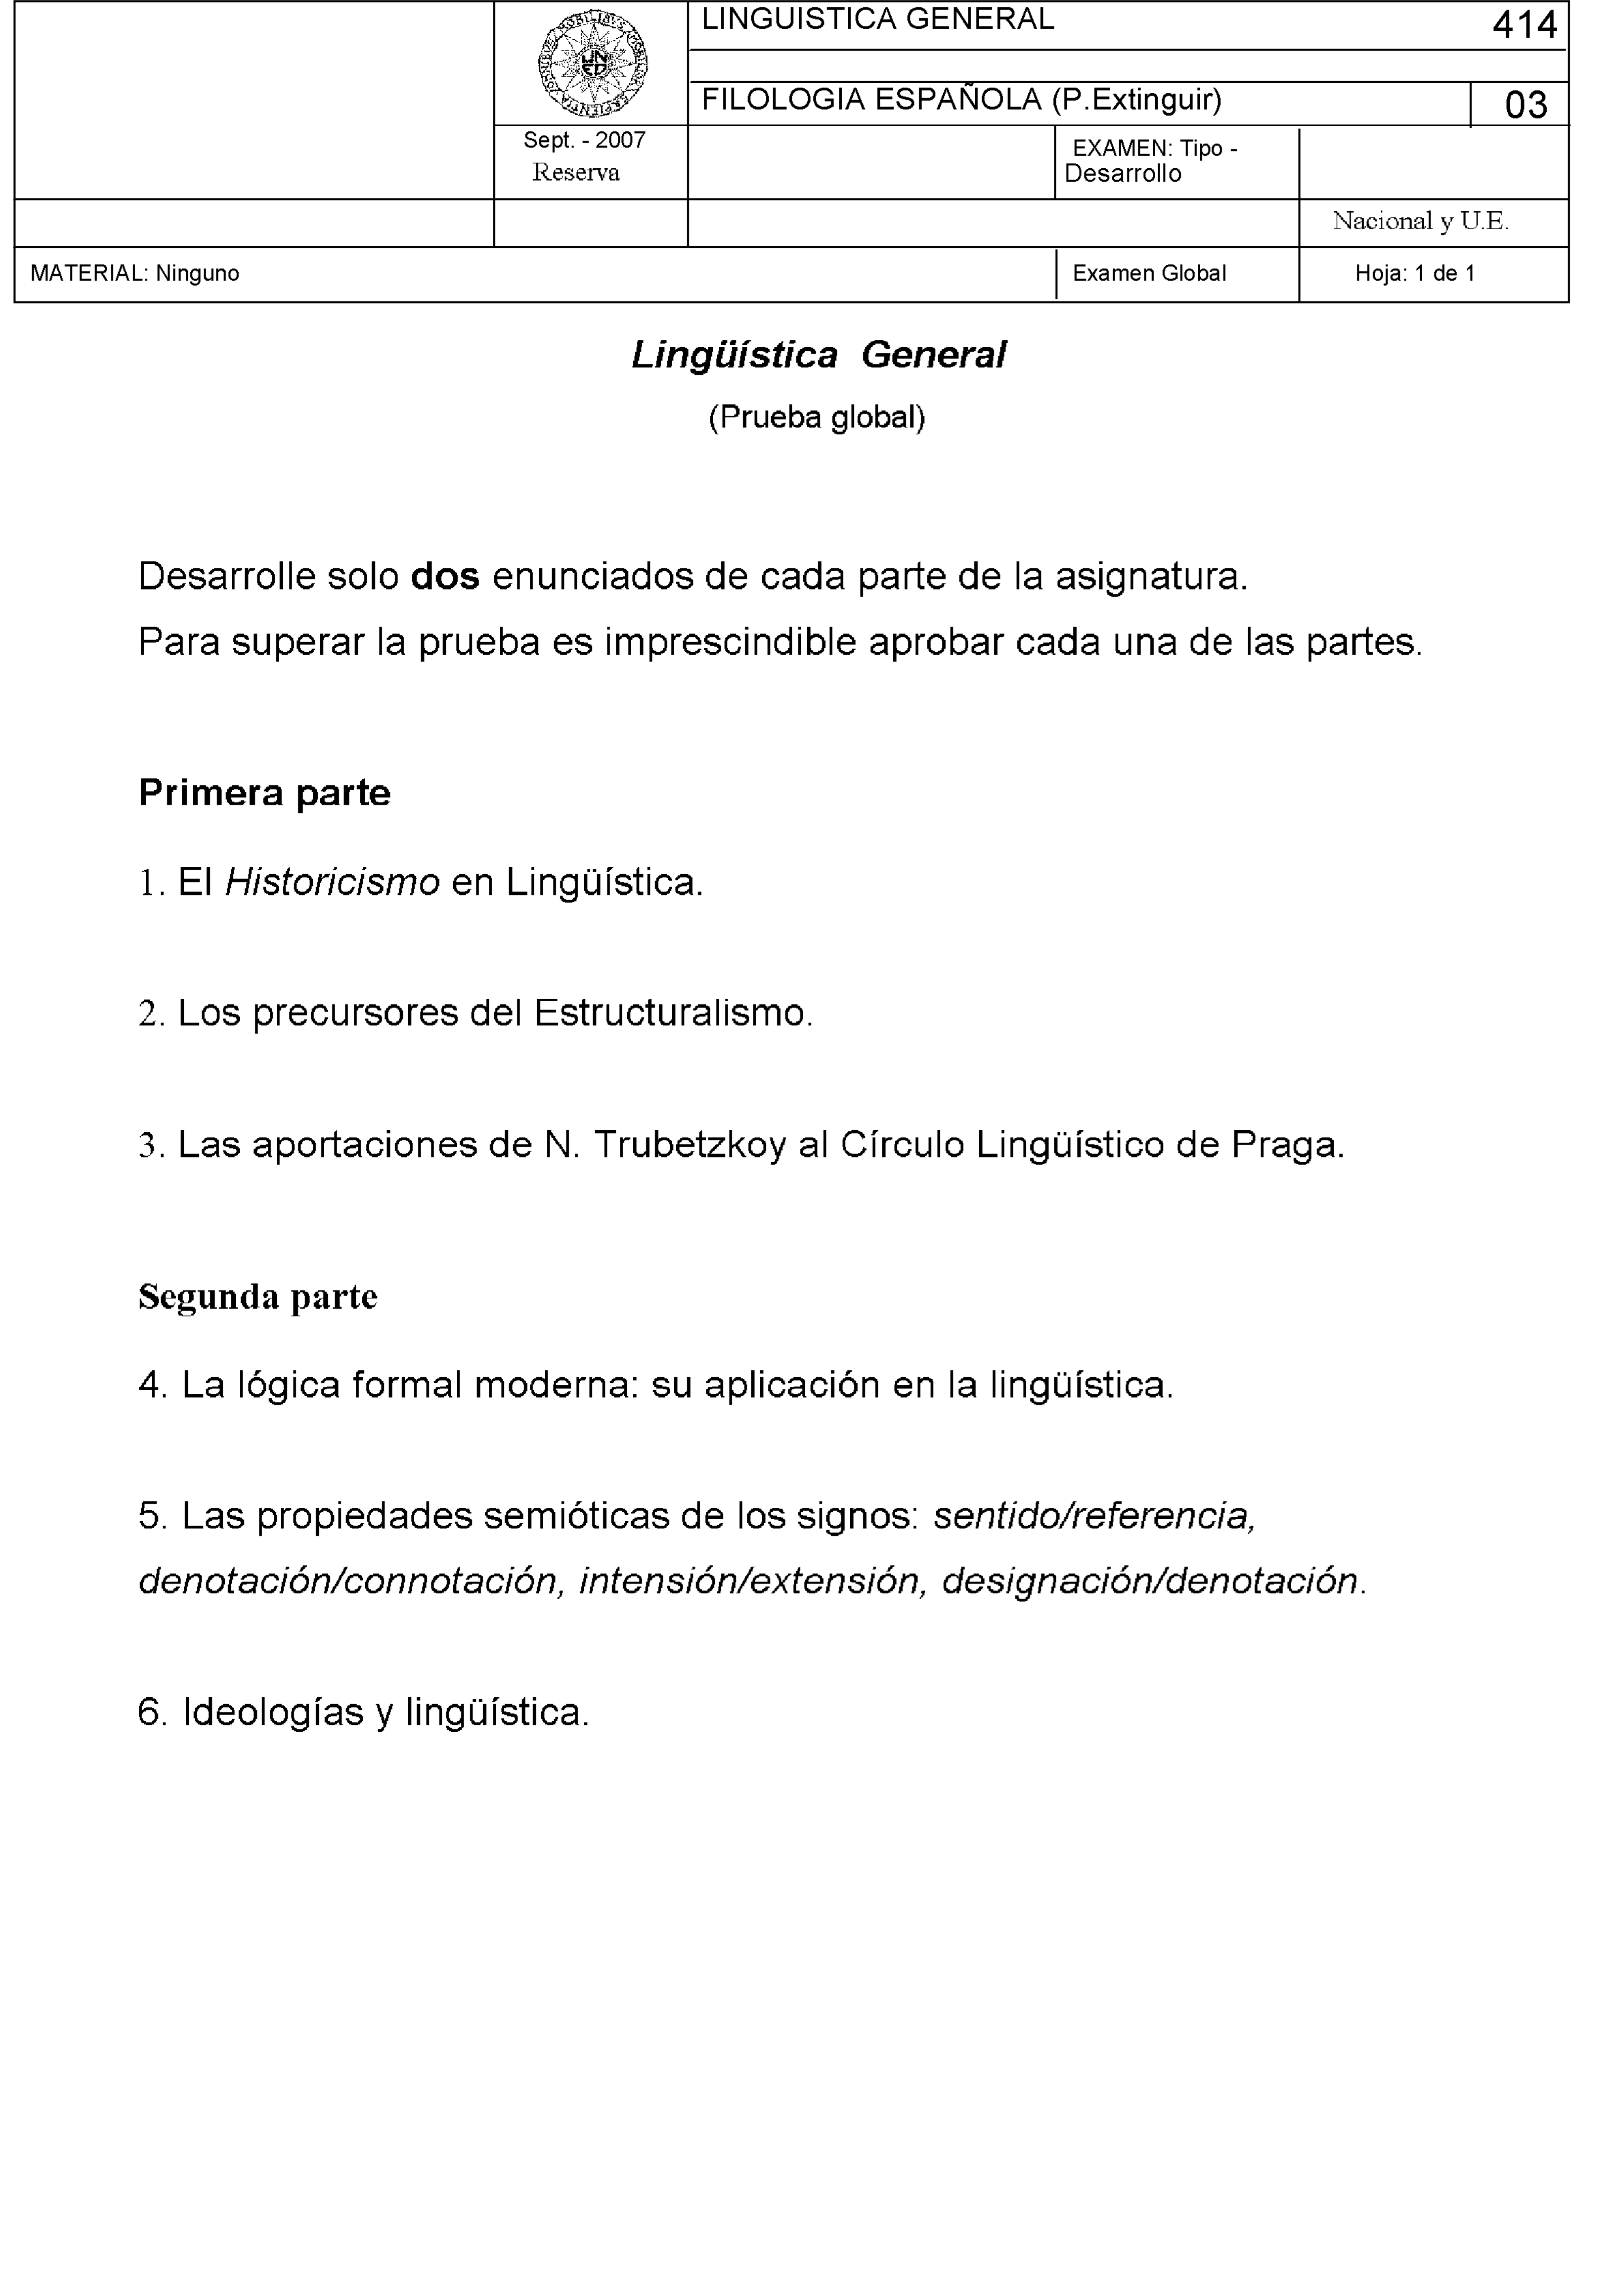 LINGUISTICA GENERAL 414
FILOLOGIA ESPAÑOLA (P.Extinguir) 03
UNED
Sept. - 2007
Reserva
EXAMEN: Tipo -
Desarrollo
Nacional y U.E.
MATERIAL: Ninguno Examen Global Hoja: 1 de 1
Lingüística General
(Prueba global)
Desarrolle solo dos enunciados de cada parte de la asignatura.
Para superar la prueba es imprescindible aprobar cada una de las partes.
Primera parte
1. El Historicismo en Lingüística.
2. Los precursores del Estructuralismo.
3. Las aportaciones de N. Trubetzkoy al Círculo Lingüístico de Praga.
Segunda parte
4. La lógica formal moderna: su aplicación en la lingüística.
5. Las propiedades semióticas de los signos: sentido/referencia,
denotación/connotación, intensión/extensión, designación/denotación.
6. Ideologías y lingüística.